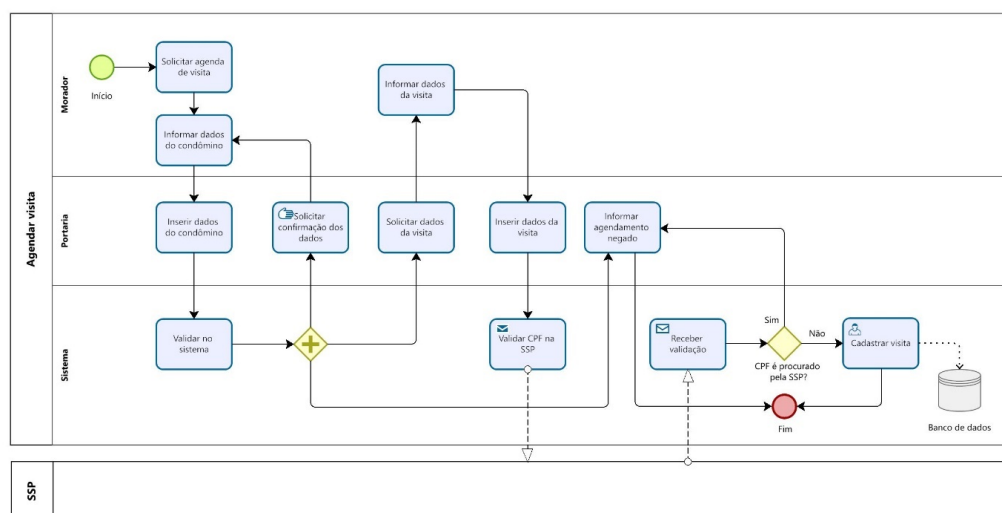 Agendar visita
Morador
Início
Solicitar agenda
de visita
Informar dados
do condômino
Informar dados
da visita
Portaria
Inserir dados
do condômino
Solicitar
confirmação dos
dados
Solicitar dados
da visita
Inserir dados da
visita
Informar
agendamento
negado
Sistema
Validar no
sistema
Validar CPF na
SSP
Receber
validação
Sim
Não
CPF é procurado
pela SSP?
Cadastrar visita
Fim
Banco de dados
SSP